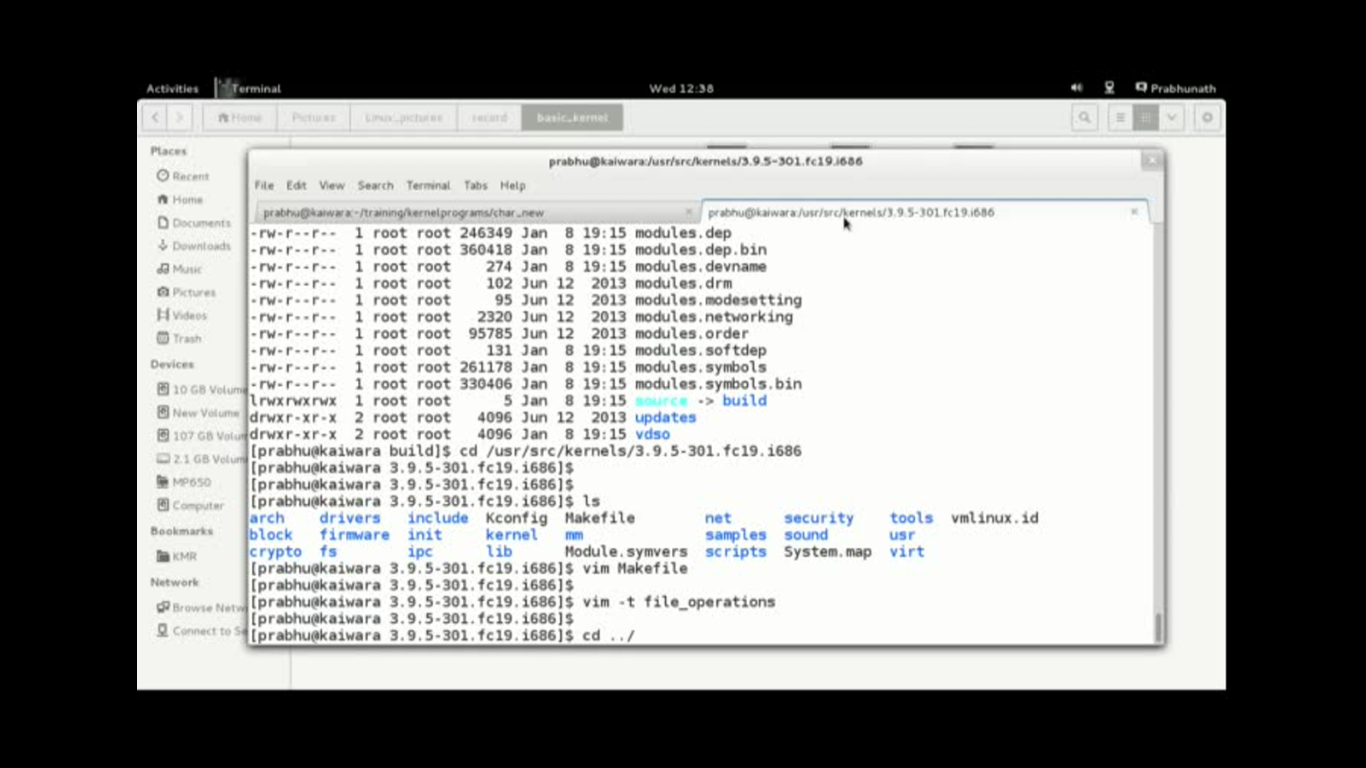 Activities Terminal Wed 12:38 Prabhunath
Home Pictures Linux_pictures record basic_kernel
Places
Recent
Home
Documents
Downloads
Music
Pictures
Videos
Trash
Devices
10 GB Volum
New Volume
107 GB Volum
2.1 GB Volum
MP650
Computer
Bookmarks
KMR
Network
Browse Netw
Connect to Se
prabhu@kaiwara:/usr/src/kernels/3.9.5-301.fc19.i686
File Edit View Search Terminal Tabs Help
prabhu@kaiwara:~/training/kernelprograms/char_new prabhu@kaiwara:/usr/src/kernels/3.9.5-301.fc19.i686
-rw-r--r-- 1 root root 246349 Jan 8 19:15 modules.dep
-rw-r--r-- 1 root root 360418 Jan 8 19:15 modules.dep.bin
-rw-r--r-- 1 root root 274 Jan 8 19:15 modules.devname
-rw-r--r-- 1 root root 102 Jun 12 2013 modules.drm
-rw-r--r-- 1 root root 95 Jun 12 2013 modules.modesetting
-rw-r--r-- 1 root root 2320 Jun 12 2013 modules.networking
-rw-r--r-- 1 root root 95785 Jun 12 2013 modules.order
-rw-r--r-- 1 root root 131 Jan 8 19:15 modules.softdep
-rw-r--r-- 1 root root 261178 Jan 8 19:15 modules.symbols
-rw-r--r-- 1 root root 330406 Jan 8 19:15 modules.symbols.bin
lrwxrwxrwx 1 root root 5 Jan 8 19:15 source -> build
drwxr-xr-x 2 root root 4096 Jun 12 2013 updates
drwxr-xr-x 2 root root 4096 Jan 8 19:15 vdso
[prabhu@kaiwara build]$ cd /usr/src/kernels/3.9.5-301.fc19.i686
[prabhu@kaiwara 3.9.5-301.fc19.i686]$
[prabhu@kaiwara 3.9.5-301.fc19.i686]$
[prabhu@kaiwara 3.9.5-301.fc19.i686]$ ls
arch drivers include Kconfig Makefile net security tools vmlinux.id
block firmware init kernel mm samples sound usr
crypto fs ipc lib Module.symvers scripts System.map virt
[prabhu@kaiwara 3.9.5-301.fc19.i686]$ vim Makefile
[prabhu@kaiwara 3.9.5-301.fc19.i686]$
[prabhu@kaiwara 3.9.5-301.fc19.i686]$ vim -t file_operations
[prabhu@kaiwara 3.9.5-301.fc19.i686]$
[prabhu@kaiwara 3.9.5-301.fc19.i686]$ cd ../